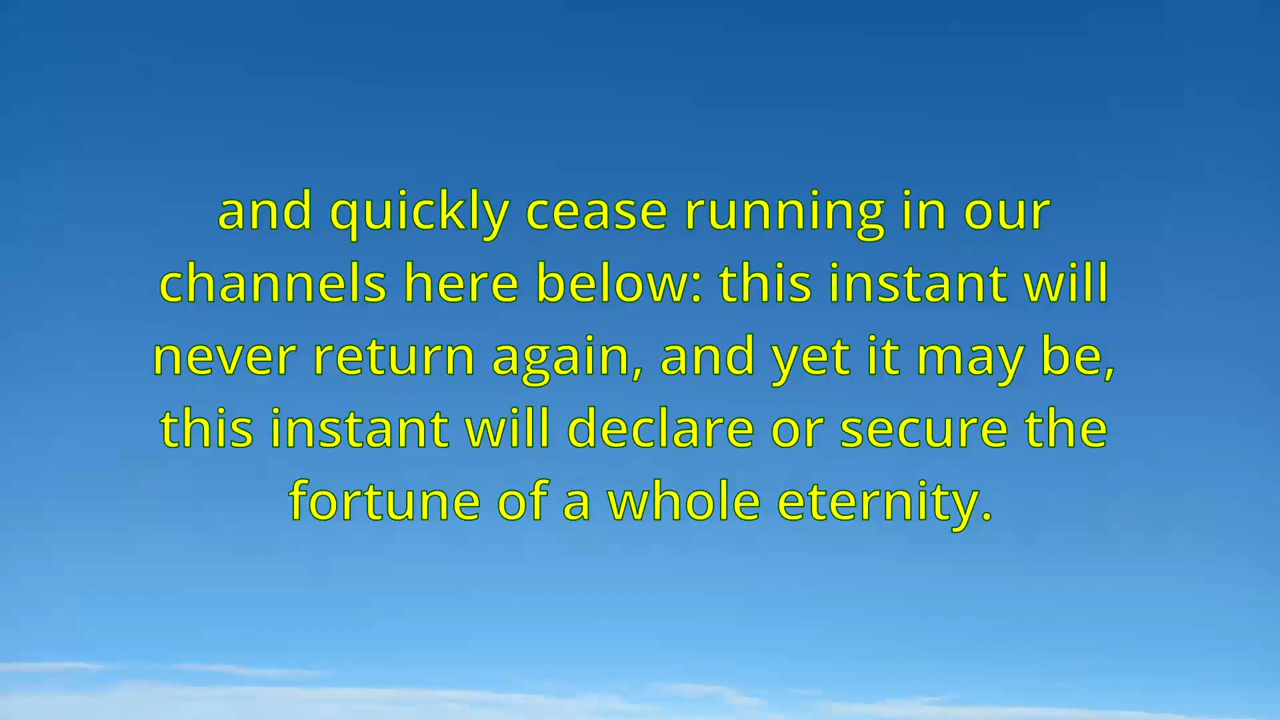 and quickly cease running in our
channels here below: this instant will
never return again, and yet it may be,
this instant will declare or secure the
fortune of a whole eternity.